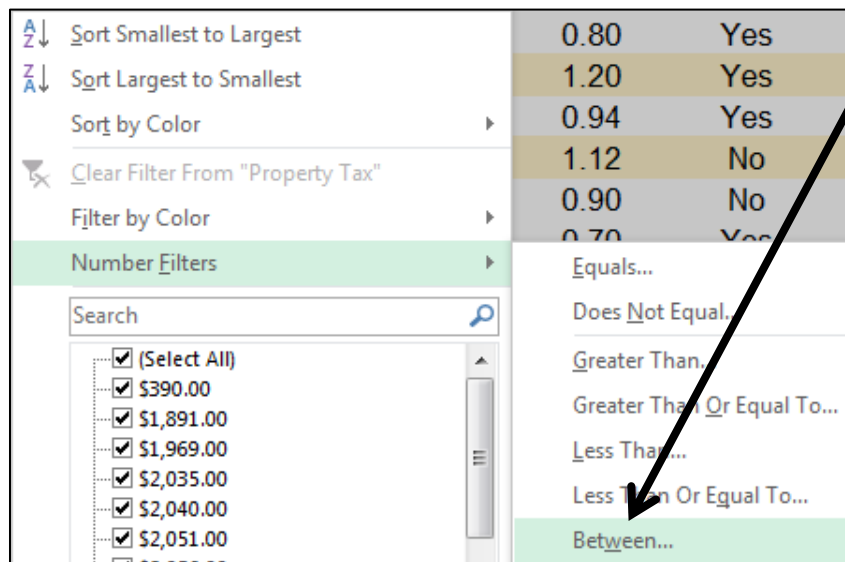 Sort Smallest to Largest
Sort Largest to Smallest
Sort by Color
Clear Filter From "Property Tax"
Filter by Color
Number Filters
Search
(Select All)
$390.00
$1,891.00
$1,969.00
$2,035.00
$2,040.00
$2,051.00
0.80 Yes
1.20 Yes
0.94 Yes
1.12 No
0.90 No
0.70 Yes
Equals...
Does Not Equal...
Greater Than...
Greater Than Or Equal To...
Less Than...
Less Than Or Equal To...
Between...